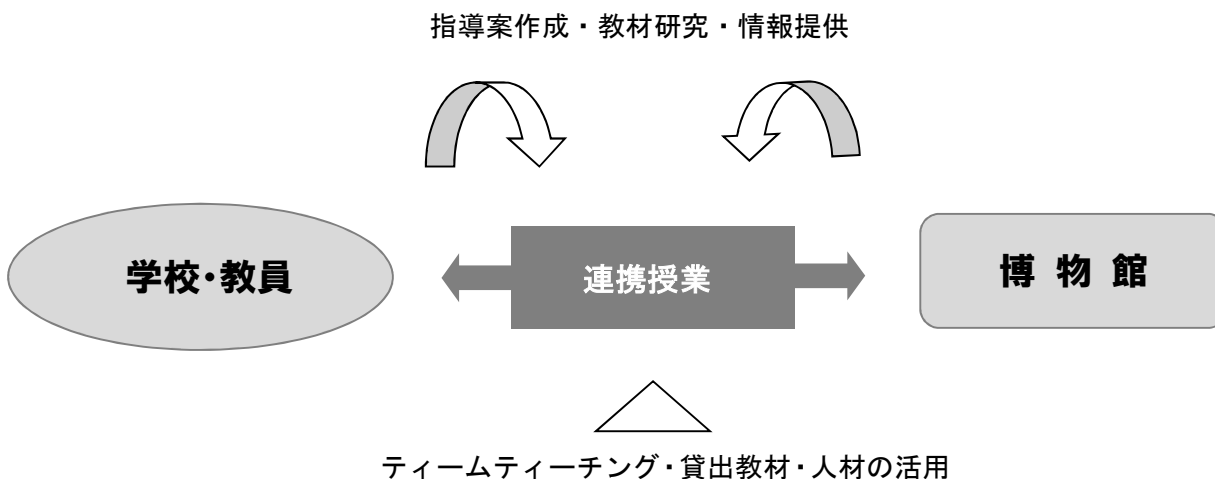 指導案作成・教材研究・情報提供
学校・教員
連携授業
博物館
ティームティーチング・貸出教材・人材の活用